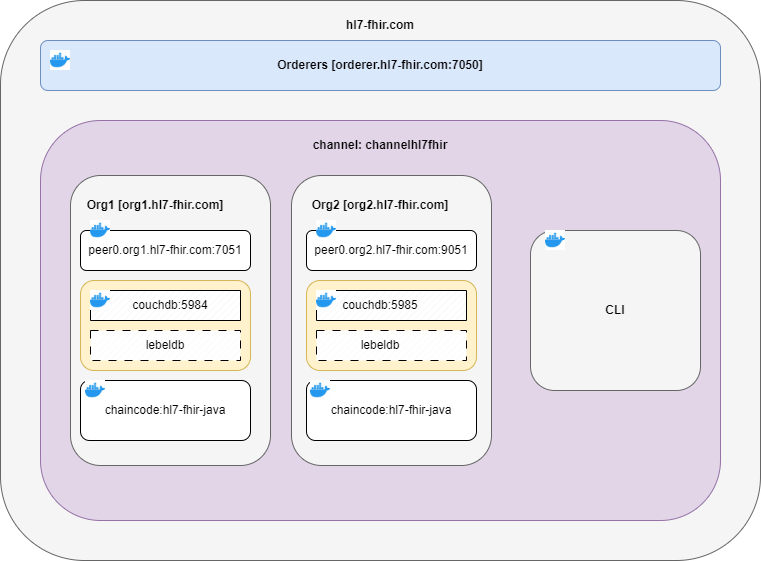 hl7-fhir.com
Orderers [orderer.hl7-fhir.com:7050]
channel: channelhl7fhir
Org1 [org1.hl7-fhir.com]
peer0.org1.hl7-fhir.com:7051
couchdb:5984
lebeldb
chaincode:hl7-fhir-java
Org2 [org2.hl7-fhir.com]
peer0.org2.hl7-fhir.com:9051
couchdb:5985
lebeldb
chaincode:hl7-fhir-java
CLI